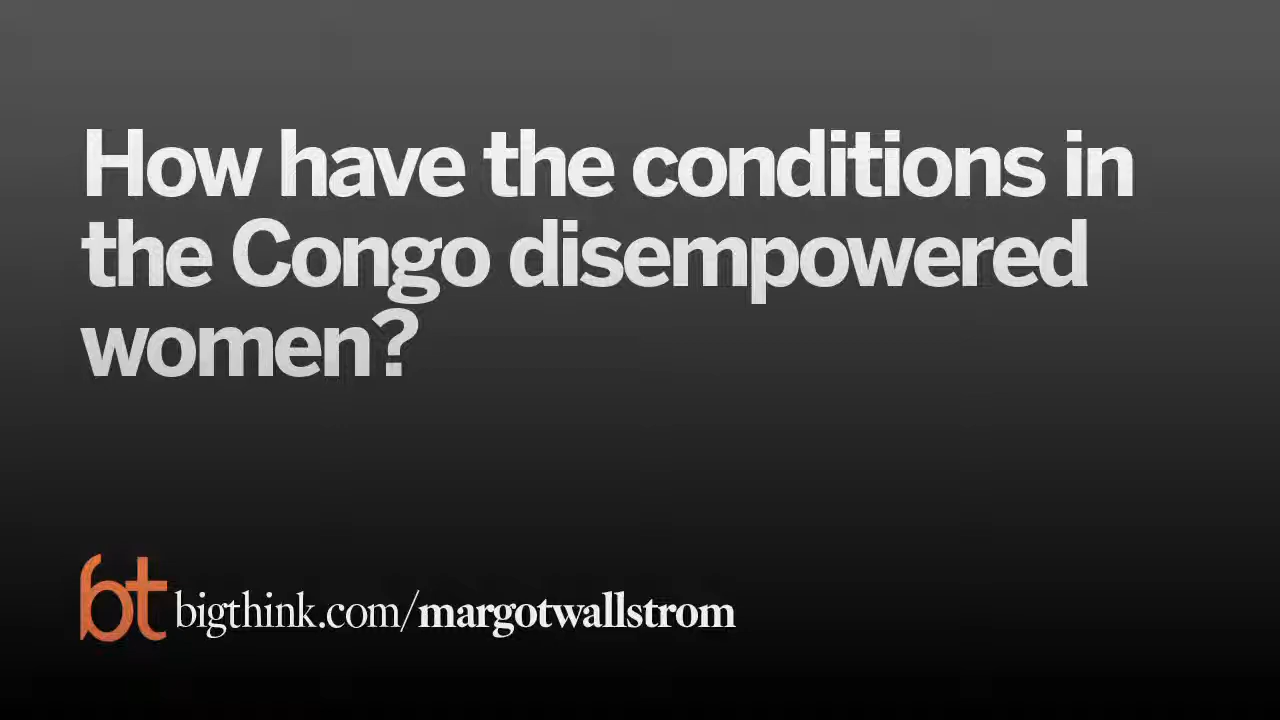 How have the conditions in
the Congo disempowered
women?
bt bigthink.com/margotwallstrom